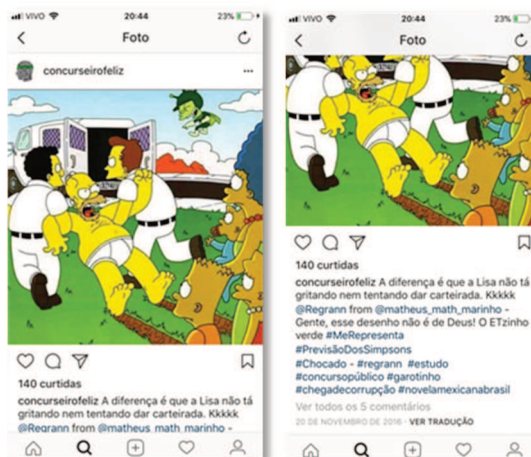 VIVO 20:44 23%
Foto
concurseirofeliz
140 curtidas
concurseirofeliz A diferença é que a Lisa não tá
gritando nem tentando dar carteirada. Kkkkk
@Regrann from @matheus_math_marinho -
VIVO 20:44 23%
Foto
140 curtidas
concurseirofeliz A diferença é que a Lisa não tá
gritando nem tentando dar carteirada. Kkkkk
@Regrann from @matheus_math_marinho -
Gente, esse desenho não é de Deus! O ETzinho
verde #MeRepresenta
#PrevisãoDosSimpsons
#Chocado - #regrann #estudo
#concursopúblico #garotinho
#chegadecorrupção #novelamexicanabrasil
Ver todos os 5 comentários
20 DE NOVEMBRO DE 2016 · VER TRADUÇÃO